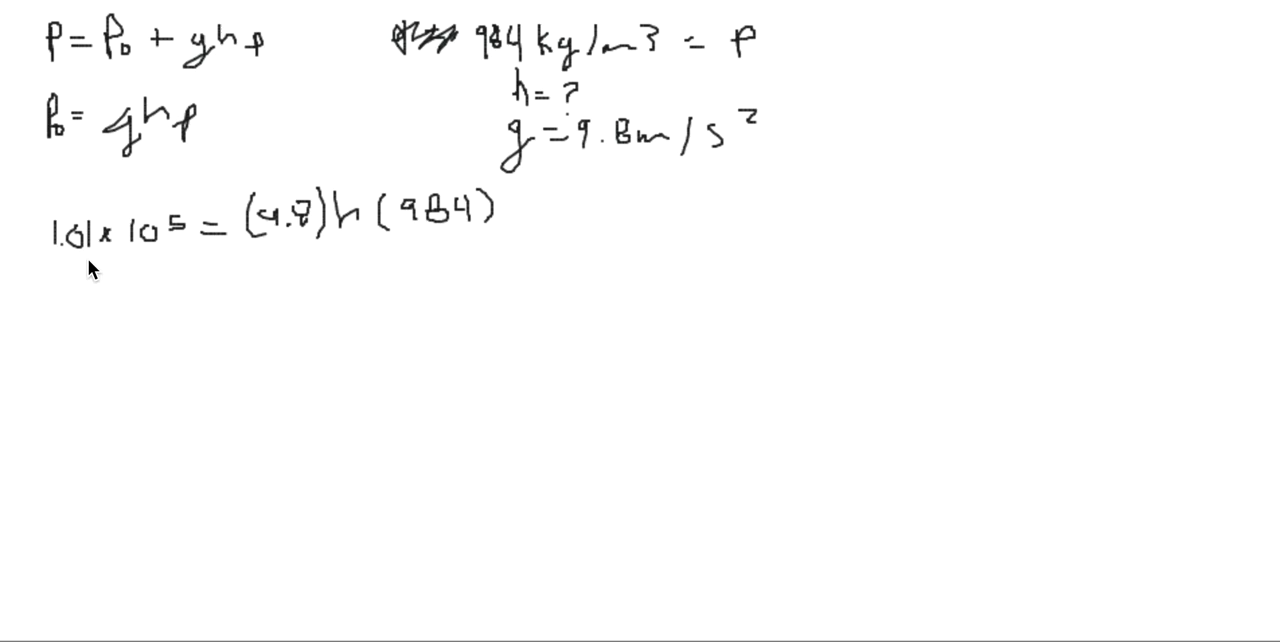 P = P₀ + ghρ
984 kg/m3 = ρ
h = ?
P₀ = ghρ
g = 9.8m/s²
1.01 × 10⁵ = (9.8)h(984)